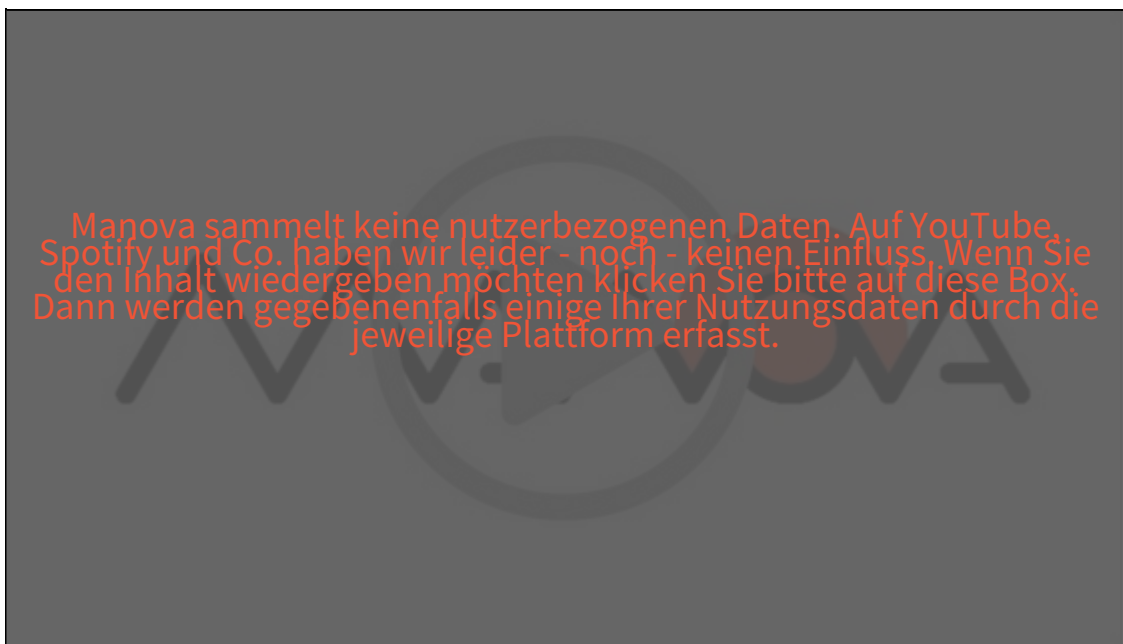 Manova sammelt keine nutzerbezogenen Daten. Auf YouTube,
Spotify und Co. haben wir leider - noch - keinen Einfluss. Wenn Sie
den Inhalt wiedergeben möchten klicken Sie bitte auf diese Box.
Dann werden gegebenenfalls einige Ihrer Nutzungsdaten durch die
jeweilige Plattform erfasst.
MANOVA